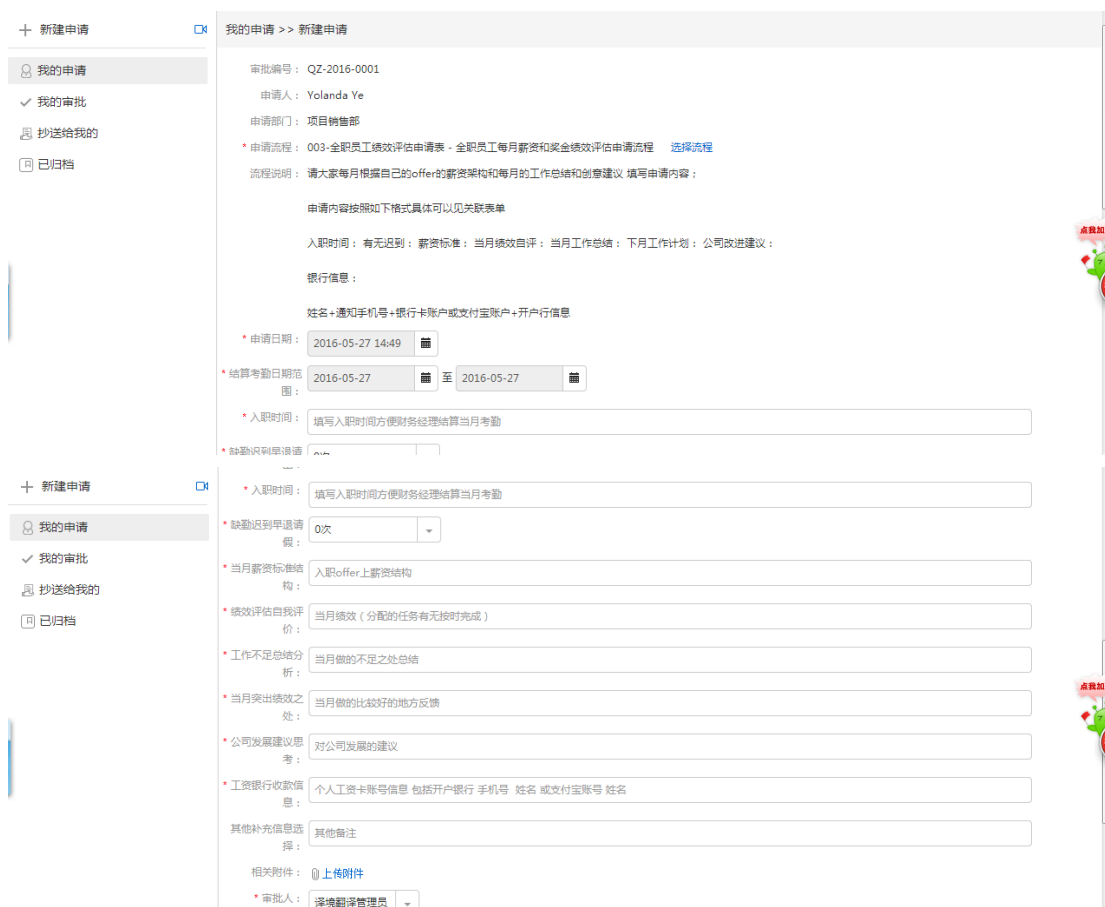 新建申请
我的申请 >> 新建申请
我的申请
我的审批
抄送给我的
已归档
审批编号： QZ-2016-0001
申请人： Yolanda Ye
申请部门： 项目销售部
* 申请流程： 003-全职员工绩效评估申请表 - 全职员工每月薪资和奖金绩效评估申请流程 选择流程
流程说明： 请大家每月根据自己的offer的薪资架构和每月的工作总结和创意建议 填写申请内容；
申请内容按照如下格式具体可以见关联表单
入职时间： 有无迟到： 薪资标准： 当月绩效自评： 当月工作总结： 下月工作计划： 公司改进建议：
银行信息：
姓名+通知手机号+银行卡账户或支付宝账户+开户行信息
* 申请日期： 2016-05-27 14:49
* 结算考勤日期范围： 2016-05-27 至 2016-05-27
* 入职时间： 填写入职时间方便财务经理结算当月考勤
* 缺勤迟到早退请 0次
点我加
新建申请
我的申请
我的审批
抄送给我的
已归档
* 入职时间： 填写入职时间方便财务经理结算当月考勤
* 缺勤迟到早退请假： 0次
* 当月薪资标准结构： 入职offer上薪资结构
* 绩效评估自我评价： 当月绩效（分配的任务有无按时完成）
* 工作不足总结分析： 当月做的不足之处总结
* 当月突出绩效之处： 当月做的比较好的地方反馈
* 公司发展建议思考： 对公司发展的建议
* 工资银行收款信息： 个人工资卡账号信息 包括开户银行 手机号 姓名 或支付宝账号 姓名
其他补充信息选择： 其他备注
相关附件： 上传附件
* 审批人： 译境翻译管理员
点我加